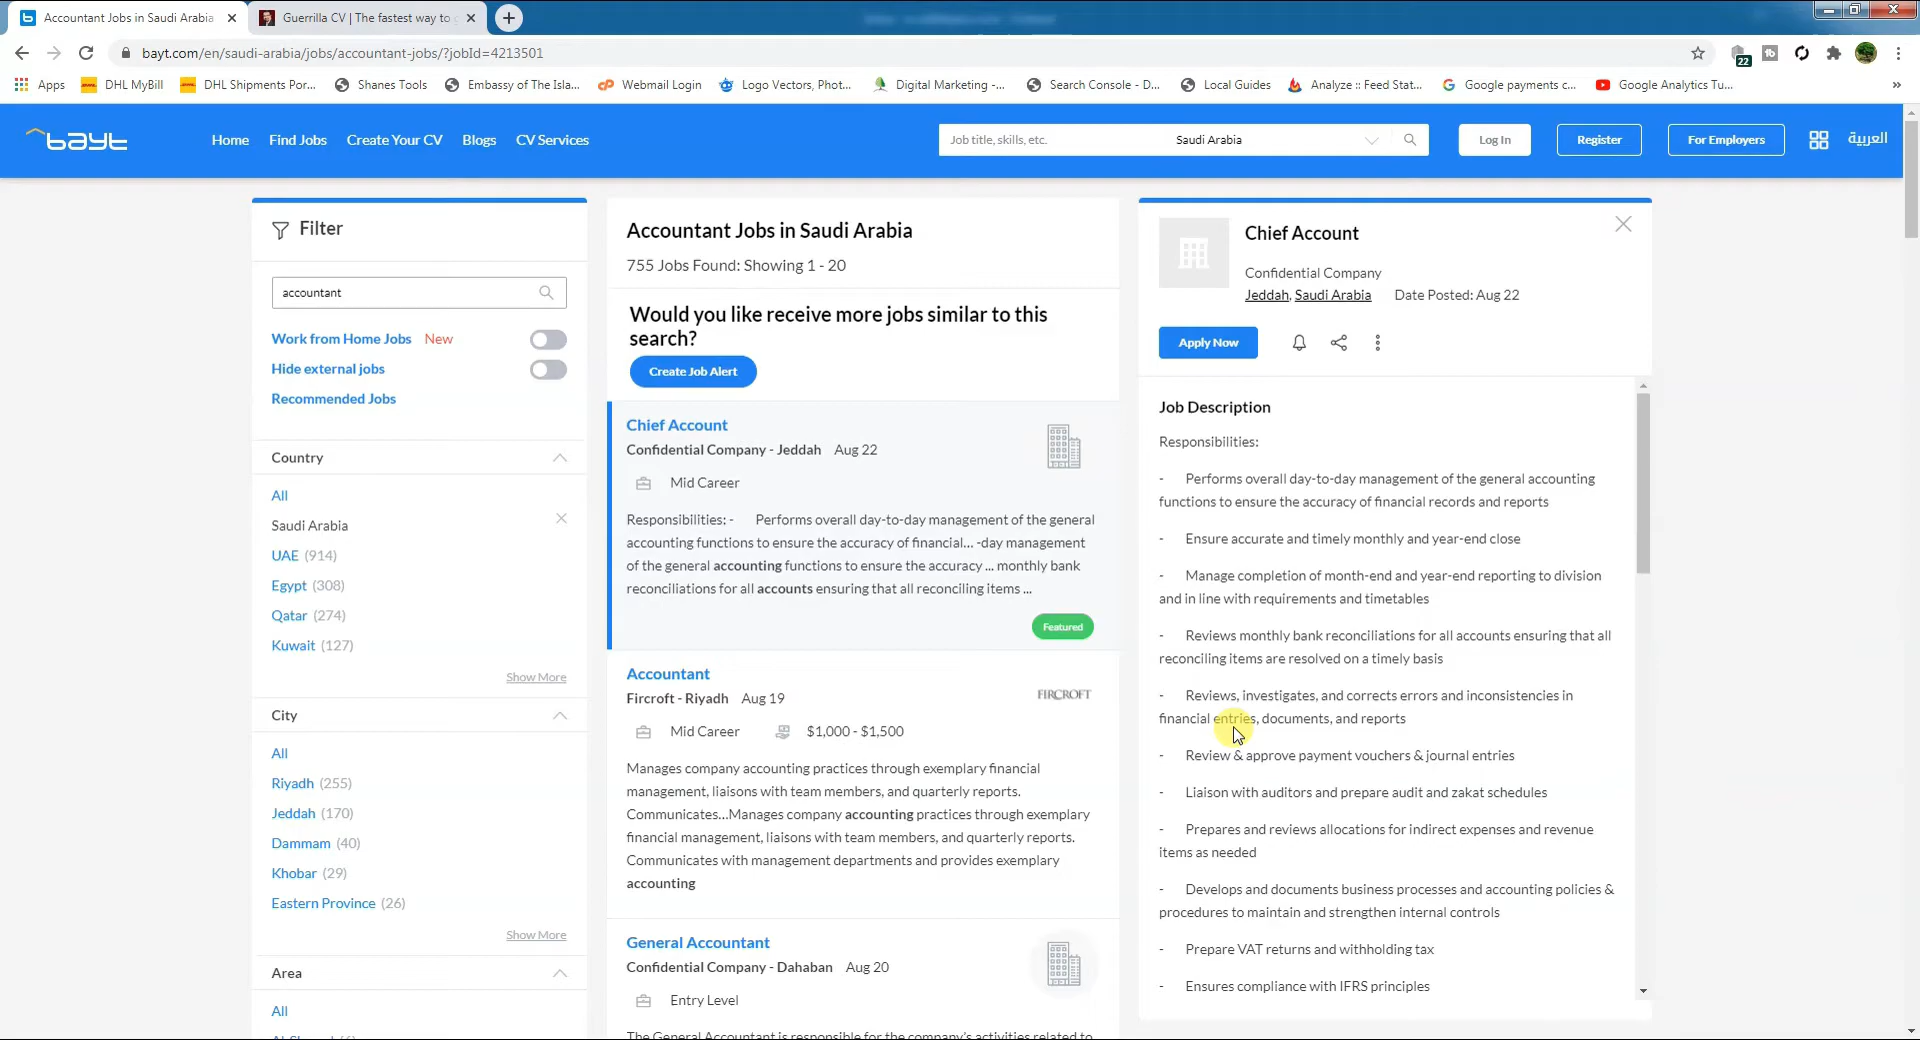 Accountant Jobs in Saudi Arabia
Guerrilla CV | The fastest way to
bayt.com/en/saudi-arabia/jobs/accountant-jobs/?jobId=4213501
22
Apps
DHL MyBill
DHL Shipments Por...
Shanes Tools
Embassy of The Isla...
Webmail Login
Logo Vectors, Phot...
Digital Marketing -...
Search Console - D...
Local Guides
Analyze :: Feed Stat...
Google payments c...
Google Analytics Tu...
bayt
Home
Find Jobs
Create Your CV
Blogs
CV Services
Job title, skills, etc.
Saudi Arabia
Log In
Register
For Employers
العربية
Filter
accountant
Work from Home Jobs New
Hide external jobs
Recommended Jobs
Country
All
Saudi Arabia
UAE (914)
Egypt (308)
Qatar (274)
Kuwait (127)
Show More
City
All
Riyadh (255)
Jeddah (170)
Dammam (40)
Khobar (29)
Eastern Province (26)
Show More
Area
All
Accountant Jobs in Saudi Arabia
755 Jobs Found: Showing 1 - 20
Would you like receive more jobs similar to this
search?
Create Job Alert
Chief Account
Confidential Company - Jeddah Aug 22
Mid Career
Responsibilities: - Performs overall day-to-day management of the general
accounting functions to ensure the accuracy of financial... -day management
of the general accounting functions to ensure the accuracy ... monthly bank
reconciliations for all accounts ensuring that all reconciling items ...
Featured
Accountant
Fircroft - Riyadh Aug 19
FIRCROFT
Mid Career $1,000 - $1,500
Manages company accounting practices through exemplary financial
management, liaisons with team members, and quarterly reports.
Communicates...Manages company accounting practices through exemplary
financial management, liaisons with team members, and quarterly reports.
Communicates with management departments and provides exemplary
accounting
General Accountant
Confidential Company - Dahaban Aug 20
Entry Level
The General Accountant is responsible for the company's activities related to
Chief Account
Confidential Company
Jeddah, Saudi Arabia Date Posted: Aug 22
Apply Now
Job Description
Responsibilities:
- Performs overall day-to-day management of the general accounting
functions to ensure the accuracy of financial records and reports
- Ensure accurate and timely monthly and year-end close
- Manage completion of month-end and year-end reporting to division
and in line with requirements and timetables
- Reviews monthly bank reconciliations for all accounts ensuring that all
reconciling items are resolved on a timely basis
- Reviews, investigates, and corrects errors and inconsistencies in
financial entries, documents, and reports
- Review & approve payment vouchers & journal entries
- Liaison with auditors and prepare audit and zakat schedules
- Prepares and reviews allocations for indirect expenses and revenue
items as needed
- Develops and documents business processes and accounting policies &
procedures to maintain and strengthen internal controls
- Prepare VAT returns and withholding tax
- Ensures compliance with IFRS principles